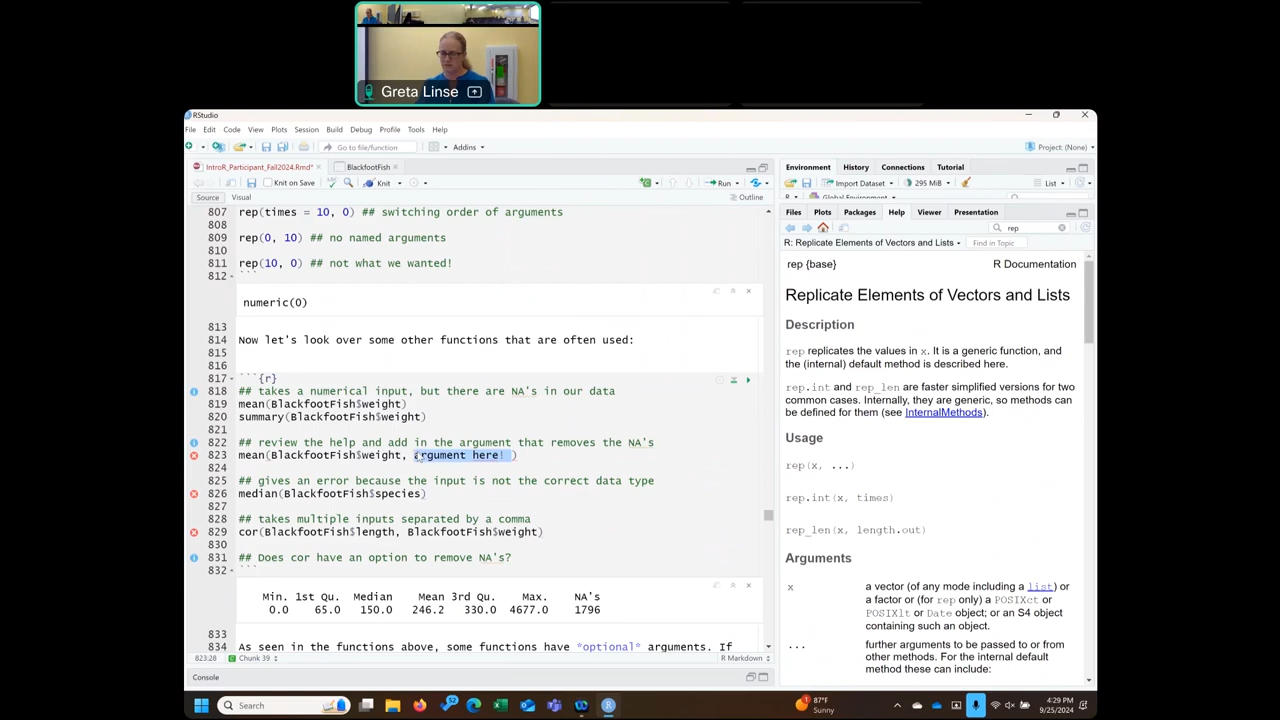 Greta Linse
RStudio
File Edit Code View Plots Session Build Debug Profile Tools Help
Go to file/function Addins Project: (None)
IntroR_Participant_Fall2024.Rmd* BlackfootFish
Knit on Save Knit Run
Source Visual Outline
807 rep(times = 10, 0) ## switching order of arguments
808
809 rep(0, 10) ## no named arguments
810
811 rep(10, 0) ## not what we wanted!
812 ```
numeric(0)
813
814 Now let's look over some other functions that are often used:
815
816
817 ```{r}
818 ## takes a numerical input, but there are NA's in our data
819 mean(BlackfootFish$weight)
820 summary(BlackfootFish$weight)
822 ## review the help and add in the argument that removes the NA's
823 mean(BlackfootFish$weight, argument here! )
824
825 ## gives an error because the input is not the correct data type
826 median(BlackfootFish$species)
827
828 ## takes multiple inputs separated by a comma
829 cor(BlackfootFish$length, BlackfootFish$weight)
830
831 ## Does cor have an option to remove NA's?
832 ```
Min. 1st Qu. Median Mean 3rd Qu. Max. NA's
0.0 65.0 150.0 246.2 330.0 4677.0 1796
833
834 As seen in the functions above, some functions have *optional* arguments. If
823:28 Chunk 39 R Markdown
Console
Environment History Connections Tutorial
Import Dataset 295 MiB List
R Global Environment
Files Plots Packages Help Viewer Presentation
rep
R: Replicate Elements of Vectors and Lists Find in Topic
rep {base} R Documentation
Replicate Elements of Vectors and Lists
Description
rep replicates the values in x. It is a generic function, and
the (internal) default method is described here.
rep.int and rep_len are faster simplified versions for two
common cases. Internally, they are generic, so methods can
be defined for them (see InternalMethods).
Usage
rep(x, ...)
rep.int(x, times)
rep_len(x, length.out)
Arguments
x a vector (of any mode including a list) or
a factor or (for rep only) a POSIXct or
POSIXlt or Date object; or an S4 object
containing such an object.
... further arguments to be passed to or from
other methods. For the internal default
method these can include:
Search
87°F
Sunny
4:29 PM
9/25/2024